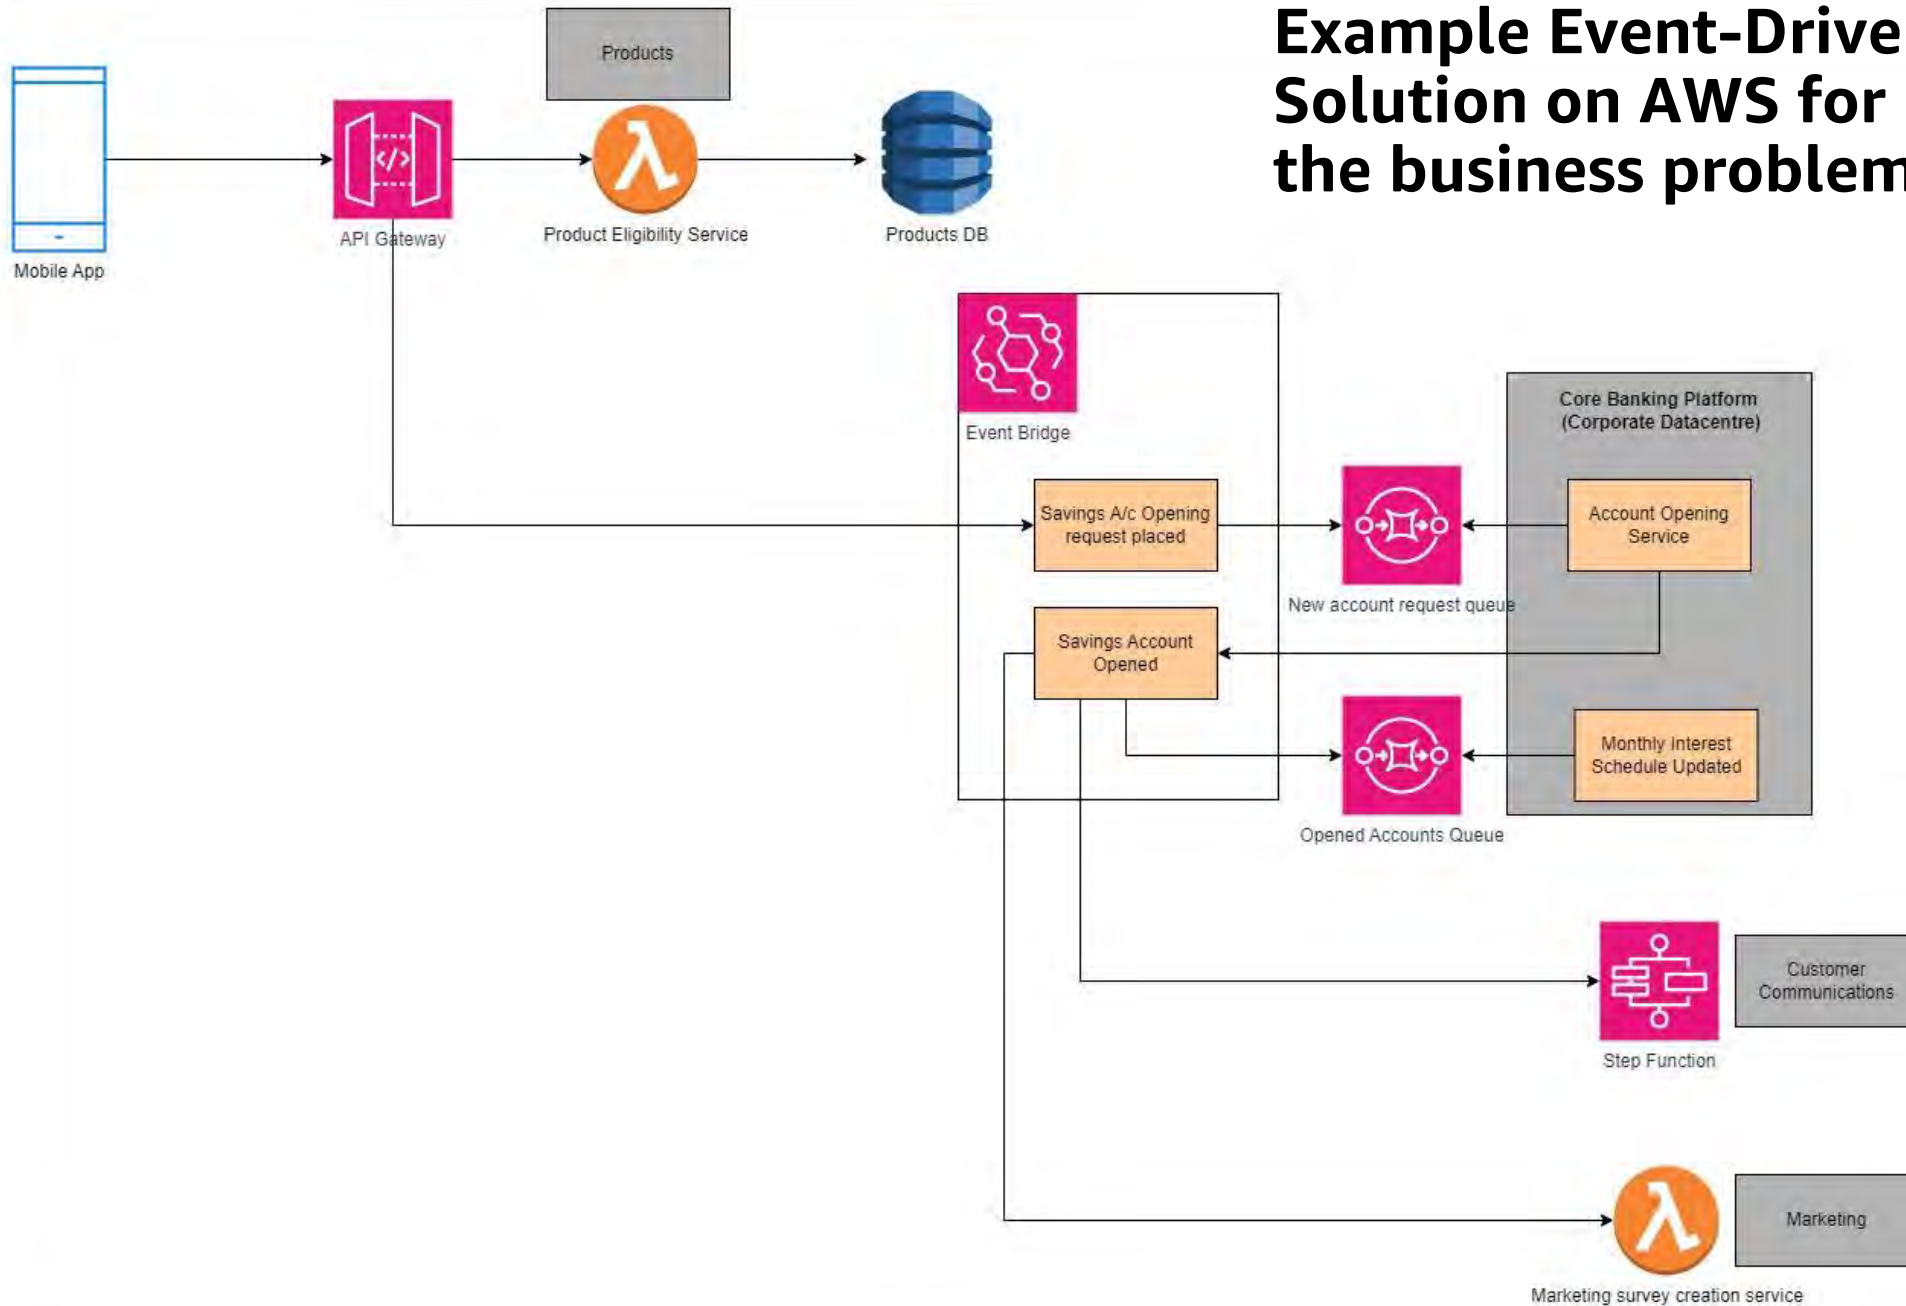 Example Event-Drive
Solution on AWS for
the business problem
Products
</>
API Gateway
Product Eligibility Service
Products DB
Mobile App
Event Bridge
Core Banking Platform
(Corporate Datacentre)
Savings A/c Opening
request placed
Account Opening
Service
New account request queue
Savings Account
Opened
Monthly Interest
Schedule Updated
Opened Accounts Queue
Customer
Communications
Step Function
Marketing
Marketing survey creation service